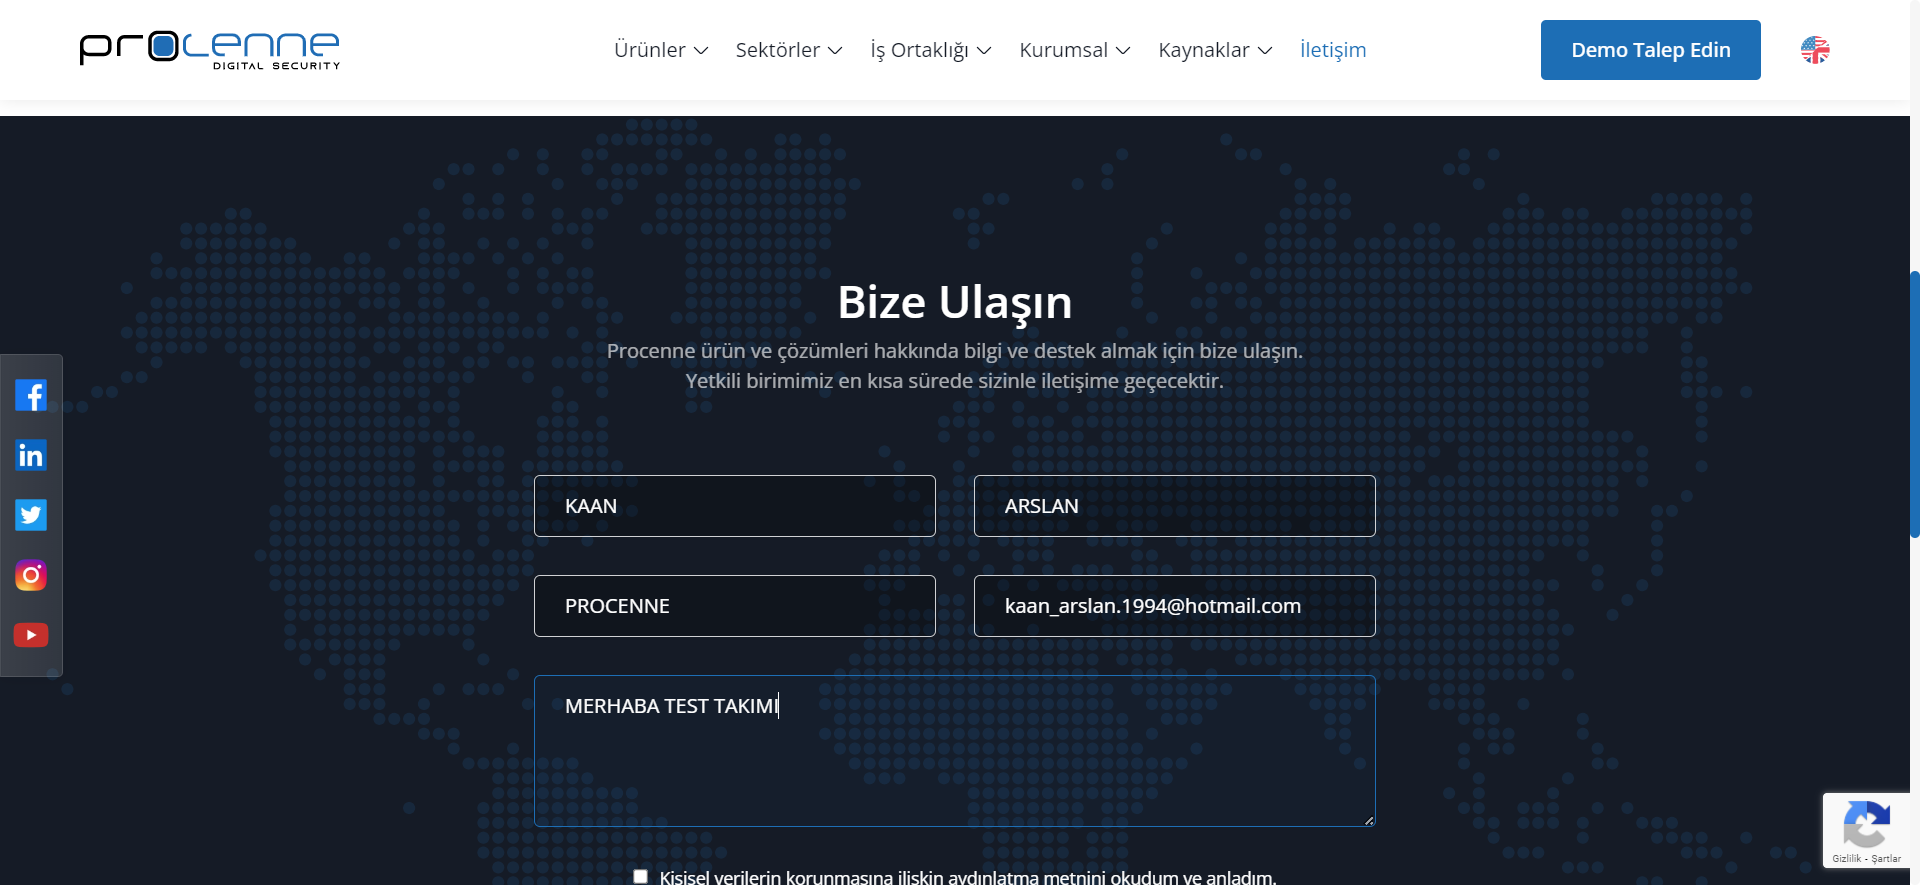 procenne
DIGITAL SECURITY
Ürünler
Sektörler
İş Ortaklığı
Kurumsal
Kaynaklar
İletişim
Demo Talep Edin
Bize Ulaşın
Procenne ürün ve çözümleri hakkında bilgi ve destek almak için bize ulaşın.
Yetkili birimimiz en kısa sürede sizinle iletişime geçecektir.
KAAN
ARSLAN
PROCENNE
kaan_arslan.1994@hotmail.com
MERHABA TEST TAKIMI
Gizlilik - Şartlar
Kişisel verilerin korunmasına ilişkin aydınlatma metnini okudum ve anladım.